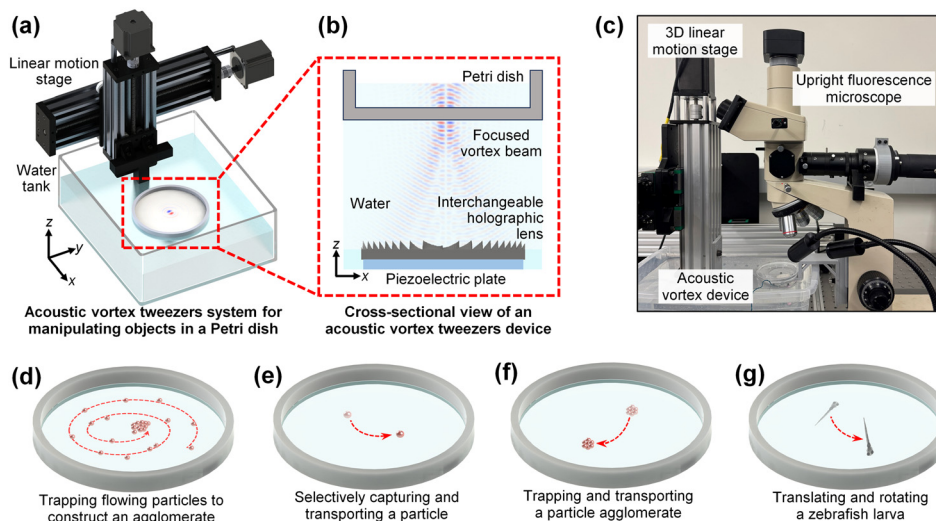 (a)
Linear motion
stage
Water
tank
z
y
x
Acoustic vortex tweezers system for
manipulating objects in a Petri dish
(b)
Petri dish
Focused
vortex beam
Water
Interchangeable
holographic
lens
z
x
Piezoelectric plate
Cross-sectional view of an
acoustic vortex tweezers device
(c)
3D linear
motion stage
Upright fluorescence
microscope
Acoustic
vortex device
(d)
Trapping flowing particles to
construct an agglomerate
(e)
Selectively capturing and
transporting a particle
(f)
Trapping and transporting
a particle agglomerate
(g)
Translating and rotating
a zebrafish larva